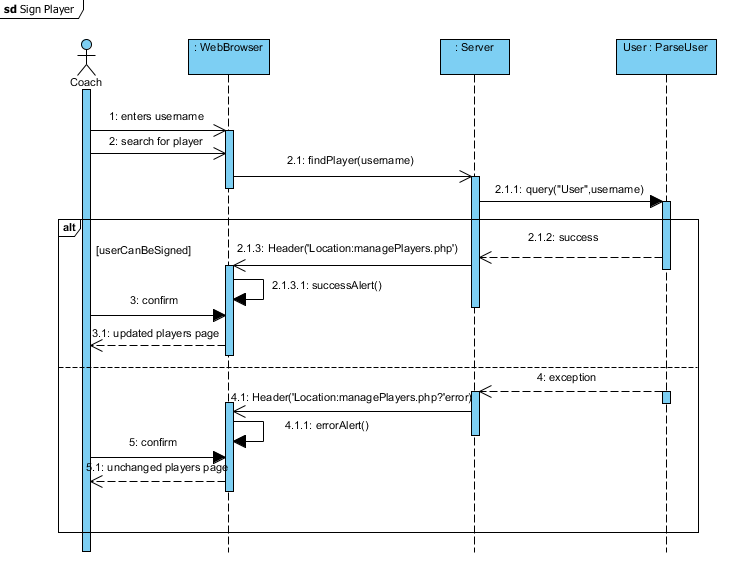 sd Sign Player
: WebBrowser
: Server
User : ParseUser
Coach
1: enters username
2: search for player
2.1: findPlayer(username)
2.1.1: query("User",username)
alt
2.1.2: success
[userCanBeSigned]
2.1.3: Header('Location:managePlayers.php')
2.1.3.1: successAlert()
3: confirm
3.1: updated players page
4: exception
4.1: Header('Location:managePlayers.php?'error)
4.1.1: errorAlert()
5: confirm
5.1: unchanged players page